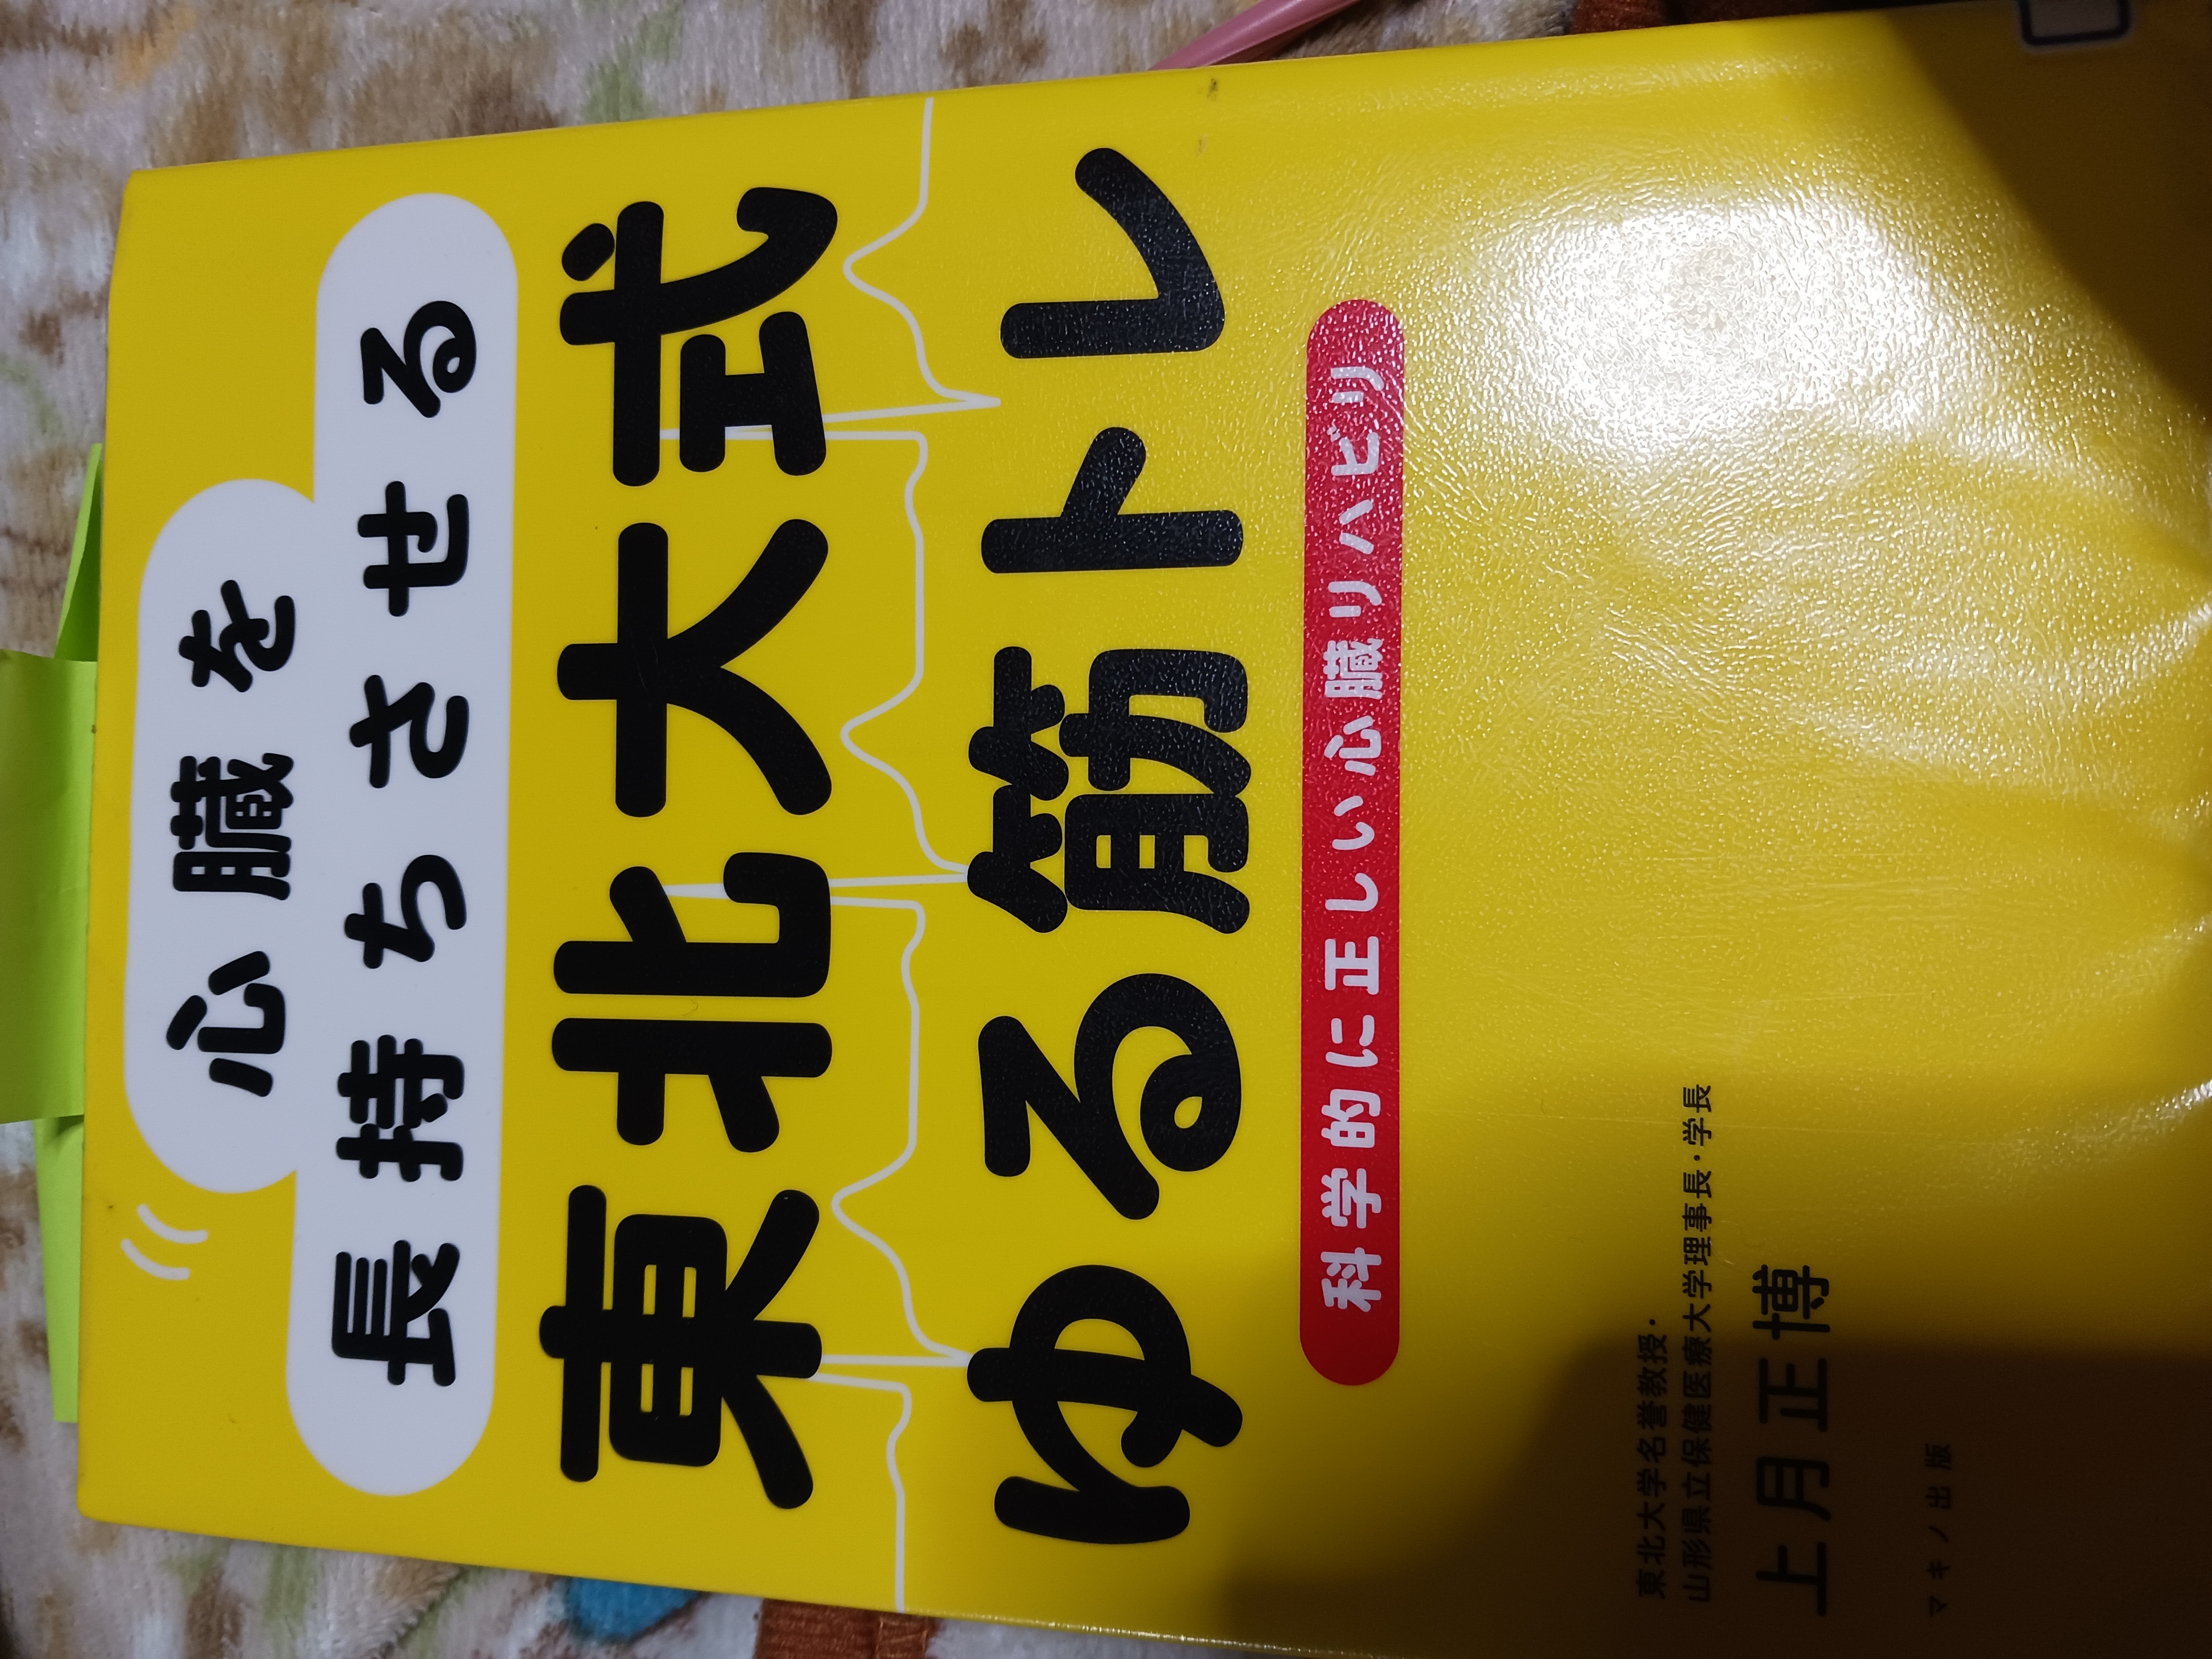 心臓を
長持ちさせる
東北大式
ゆる筋トレ
科学的に正しい心臓リハビリ
東北大学名誉教授・
山形県立保健医療大学理事長・学長
上月正博
マキノ出版